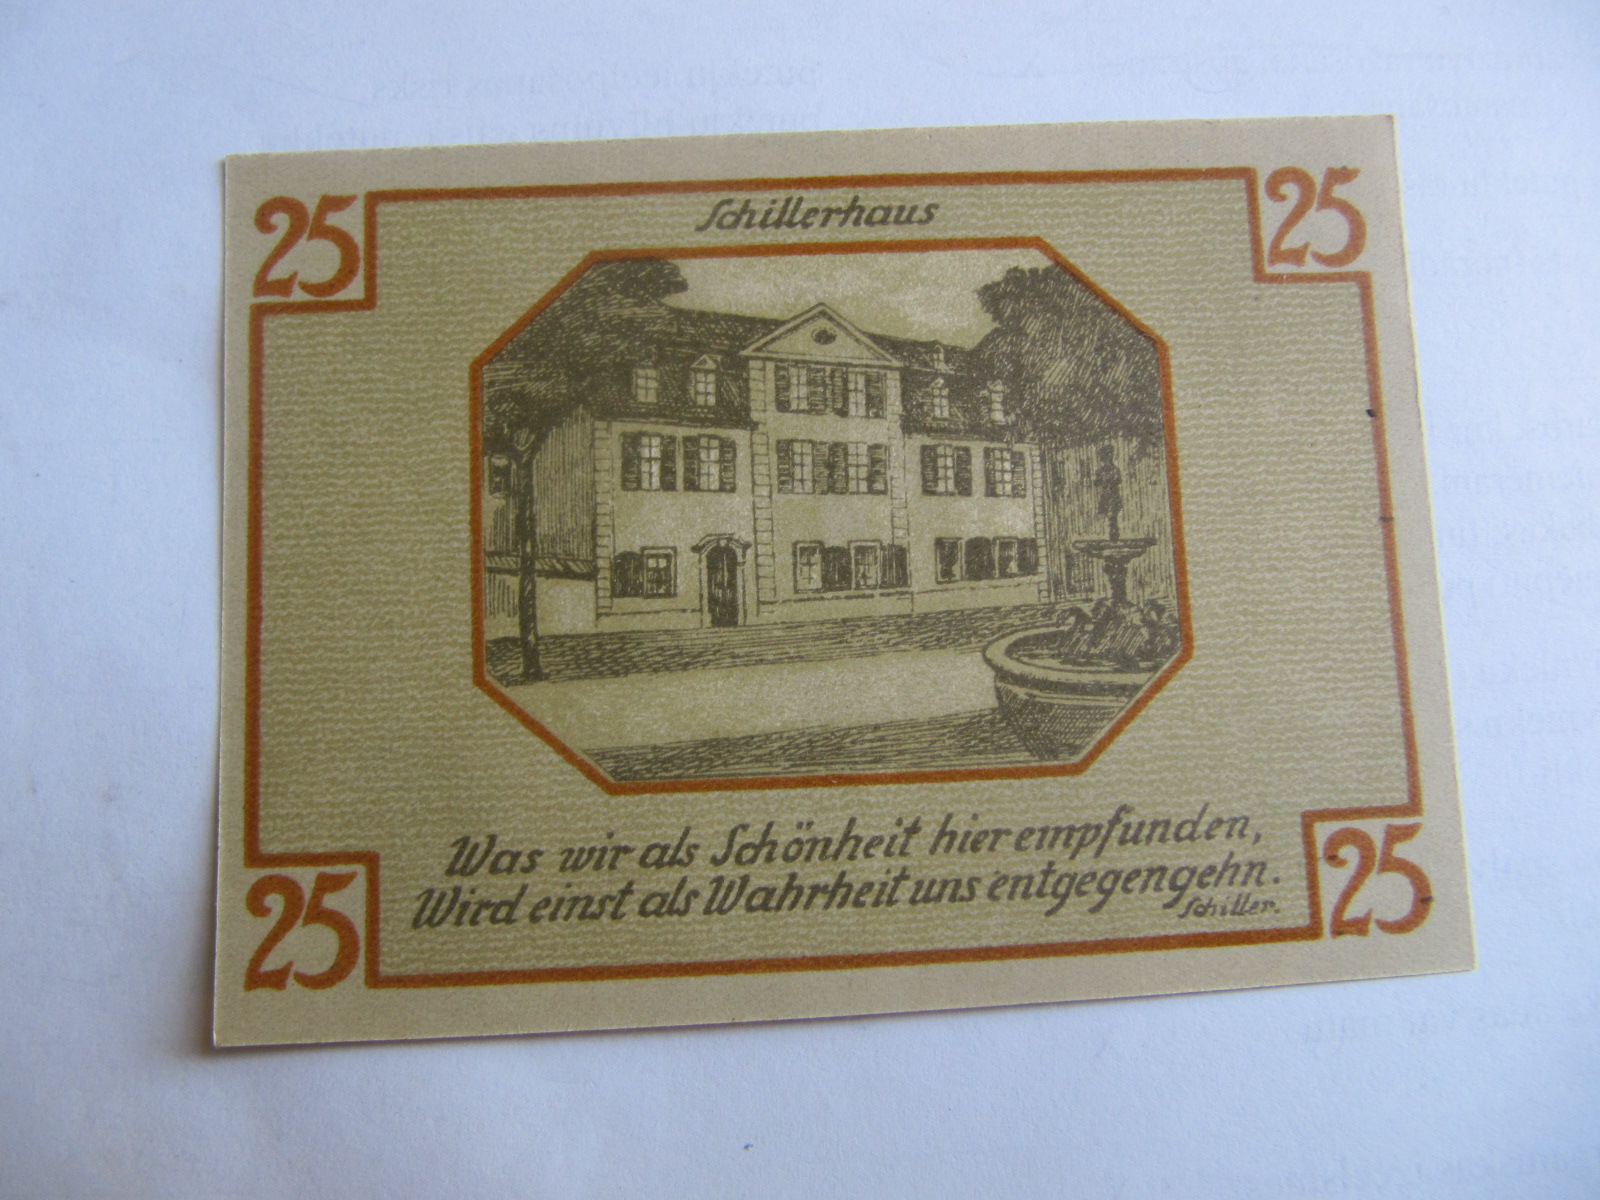 25 25
Schillerhaus
Was wir als Schönheit hier empfunden,
Wird einst als Wahrheit uns entgegengehn.
Schiller.
25 25